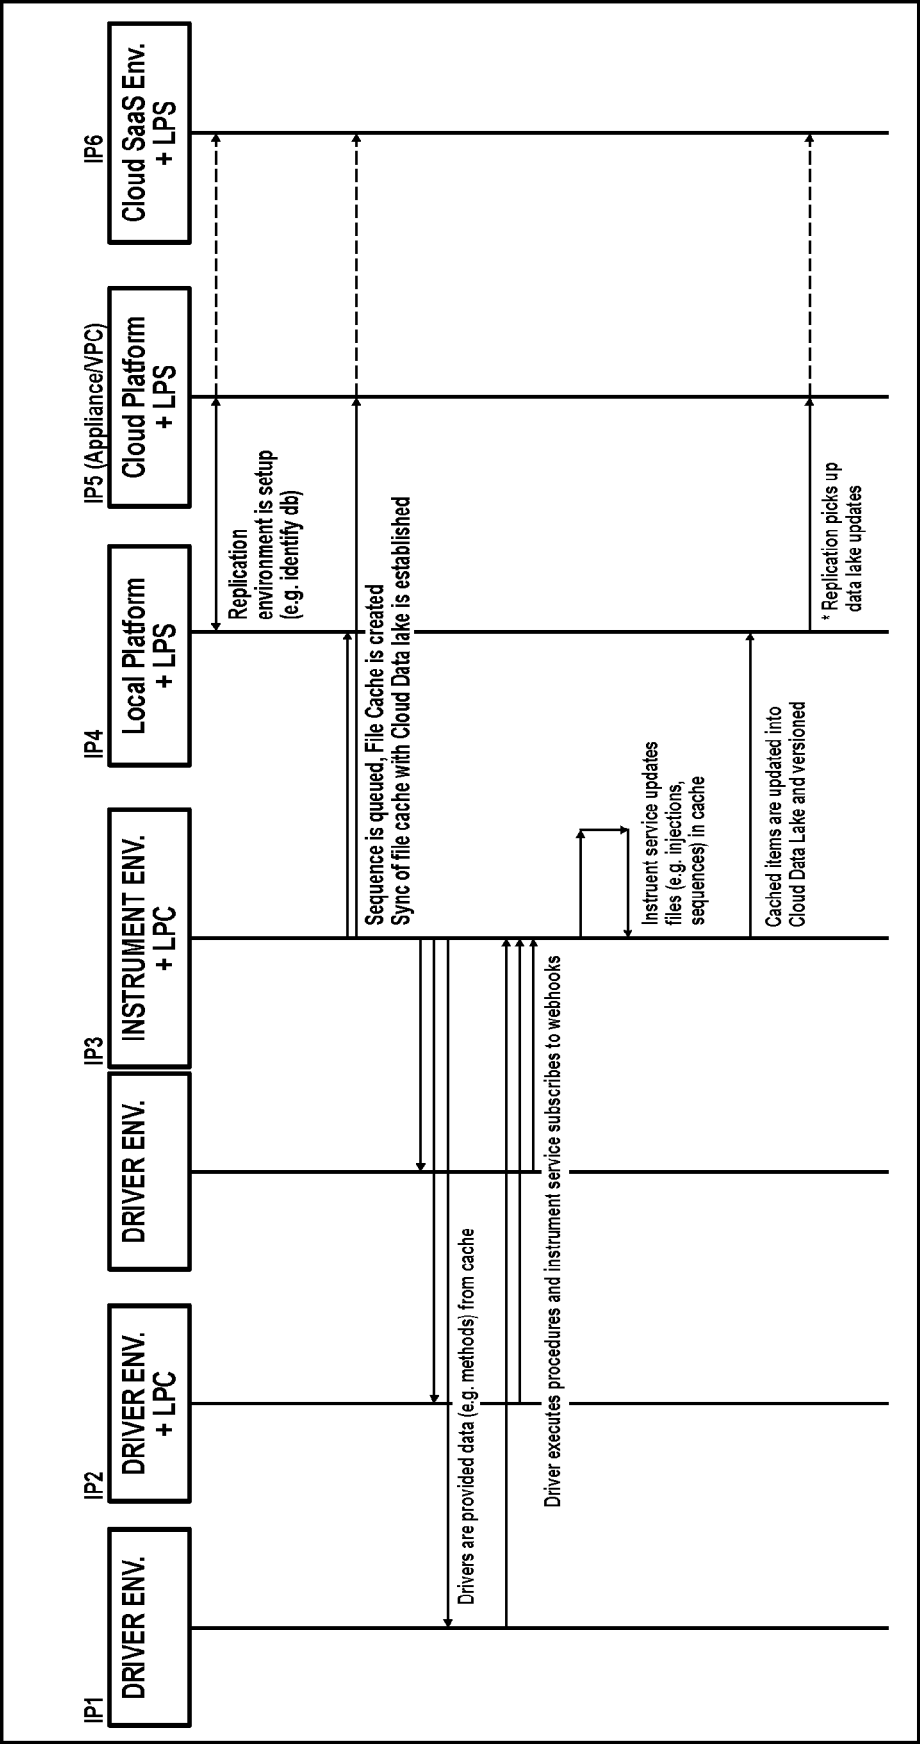 IP1
DRIVER ENV.
IP2
DRIVER ENV.
+ LPC
DRIVER ENV.
IP3
INSTRUMENT ENV.
+ LPC
IP4
Local Platform
+ LPS
IP5 (Appliance/VPC)
Cloud Platform
+ LPS
IP6
Cloud SaaS Env.
+ LPS
Replication
environment is setup
(e.g. identify db)
Sequence is queued, File Cache is created
Sync of file cache with Cloud Data lake is established
Drivers are provided data (e.g. methods) from cache
Driver executes procedures and instrument service subscribes to webhooks
Instruent service updates
files (e.g. injections,
sequences) in cache
Cached items are updated into
Cloud Data Lake and versioned
* Replication picks up
data lake updates